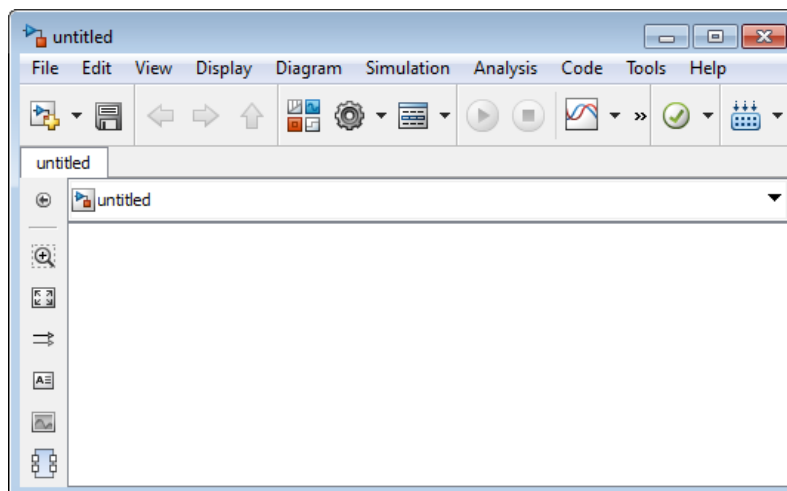 untitled
File Edit View Display Diagram Simulation Analysis Code Tools Help
»
untitled
untitled
A